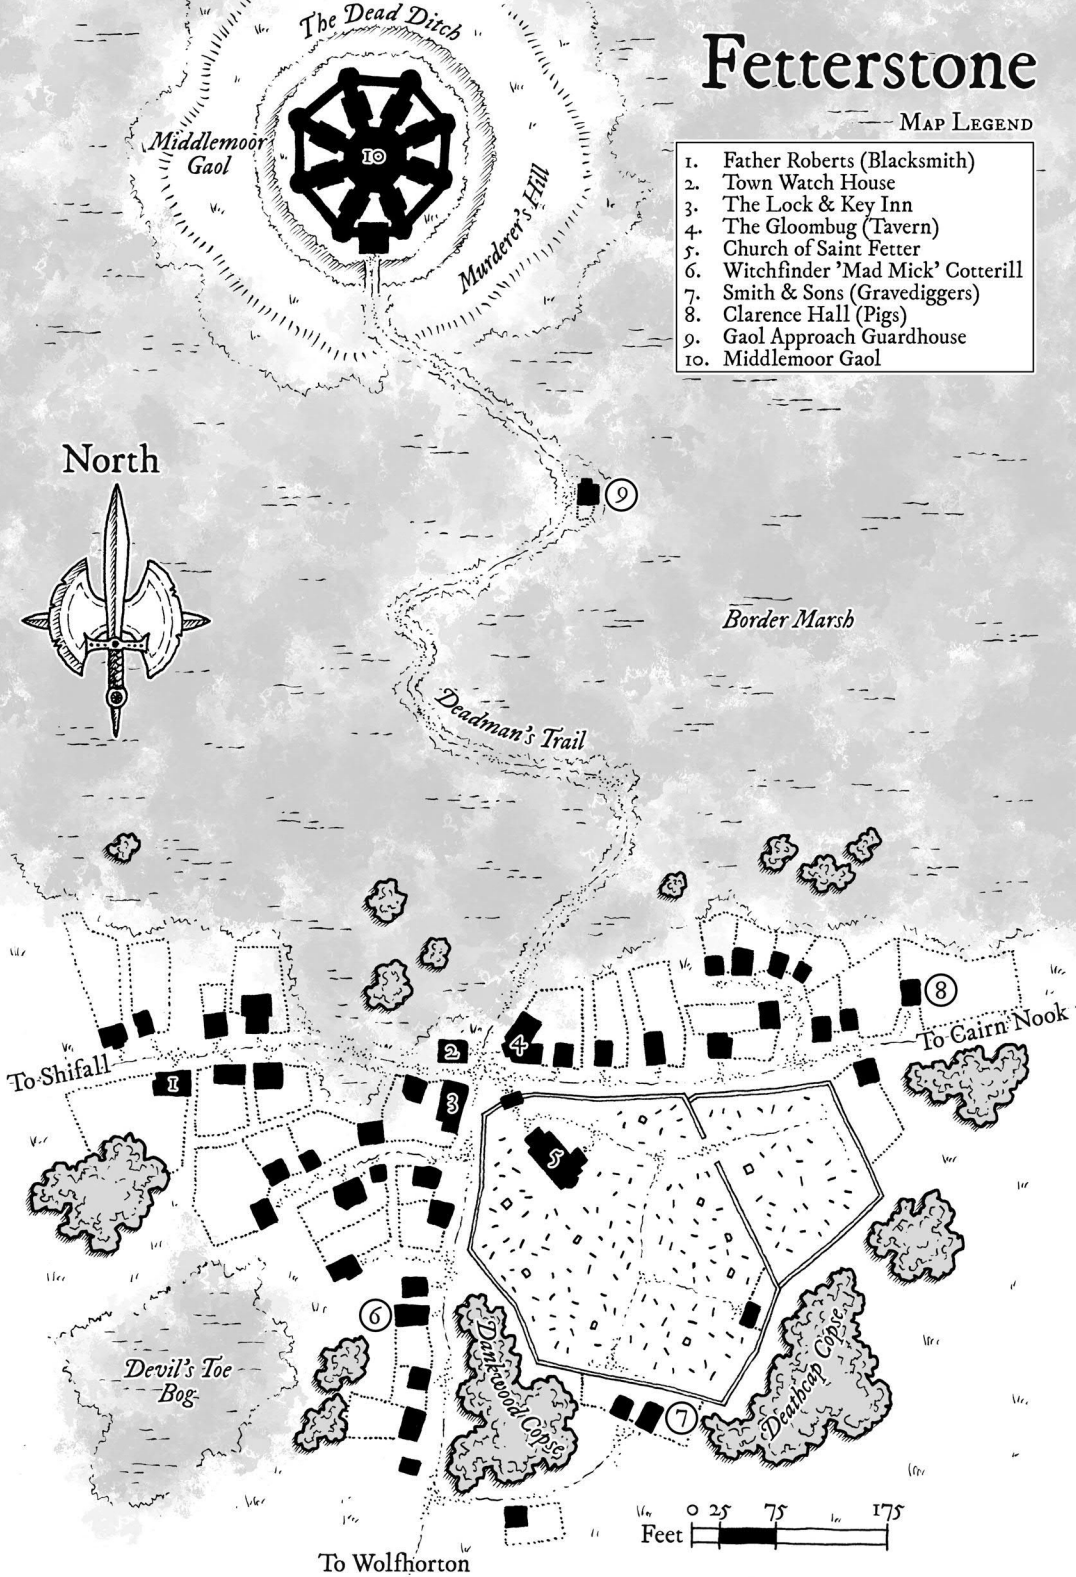 The Dead Ditch
Fetterstone
Map Legend
1. Father Roberts (Blacksmith)
2. Town Watch House
3. The Lock & Key Inn
4. The Gloombug (Tavern)
5. Church of Saint Fetter
6. Witchfinder 'Mad Mick' Cotterill
7. Smith & Sons (Gravediggers)
8. Clarence Hall (Pigs)
9. Gaol Approach Guardhouse
10. Middlemoor Gaol
Middlemoor
Gaol
10
Murderer's Hill
North
9
Border Marsh
Deadman's Trail
8
To Cairn Nook
2
4
To Shifall
1
3
5
6
Devil's Toe
Bog
Dankwood Copse
Deathcap Copse
7
0 25 75 175
Feet
To Wolfhorton